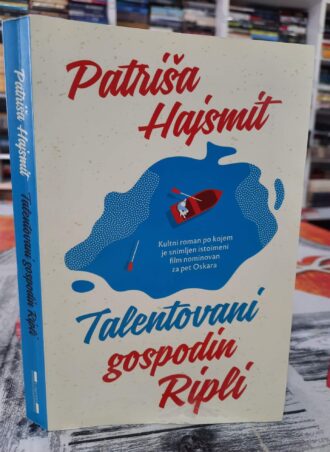 Patriša
Hajsmit
Kultni roman po kojem
je snimljen istoimeni
film nominovan
za pet Oskara
Talentovani
gospodin
Ripli
Patriša Hajsmit Talentovani gospodin Ripli